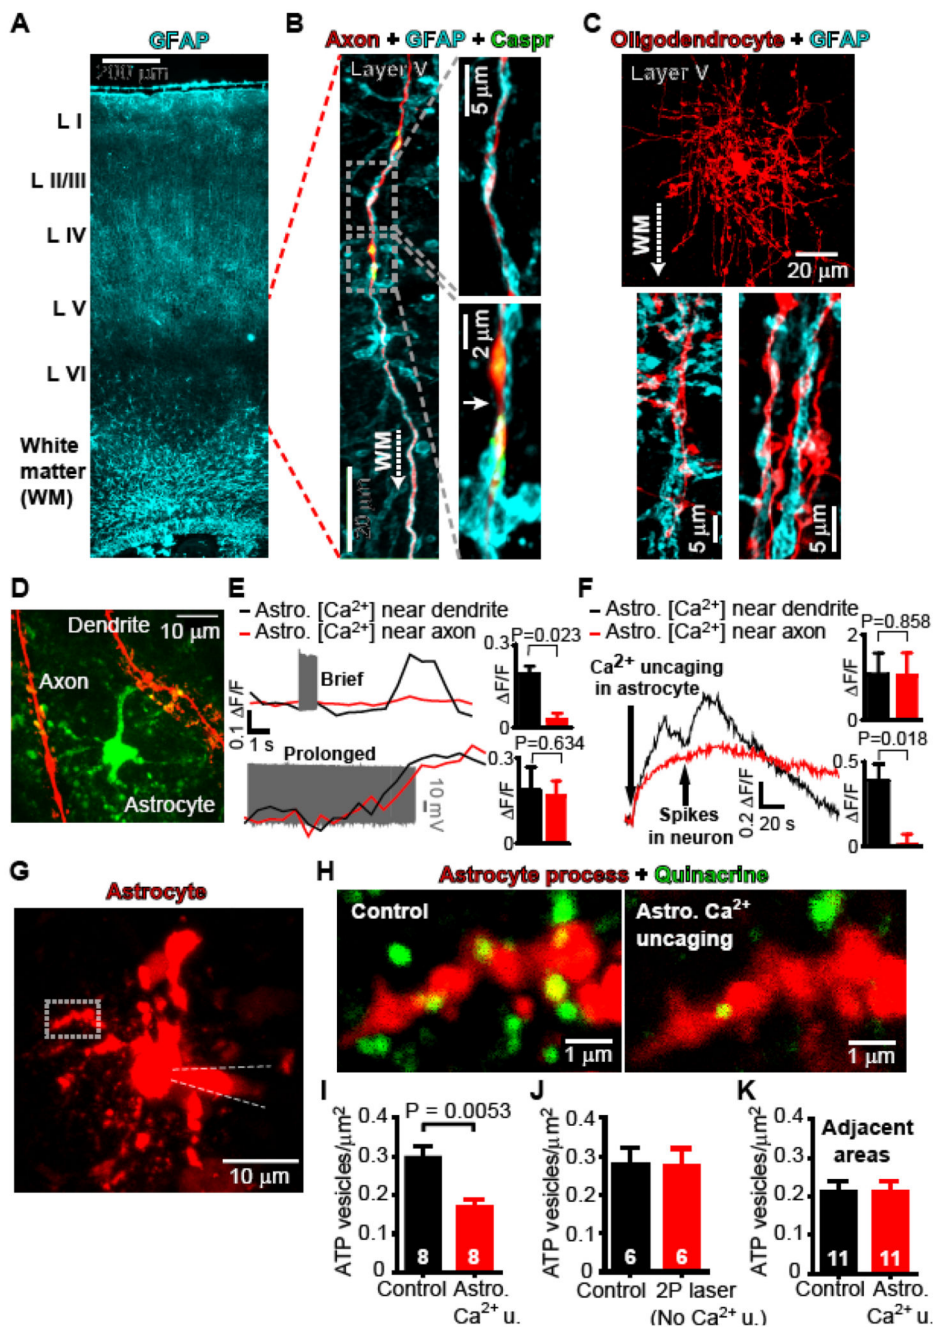 A
GFAP
200 μm
L I
L II/III
L IV
L V
L VI
White
matter
(WM)
B
Axon + GFAP + Caspr
Layer V
5 μm
2 μm
WM
20 μm
C
Oligodendrocyte + GFAP
Layer V
WM
20 μm
5 μm
5 μm
D
Dendrite
10 μm
Axon
Astrocyte
E
Astro. [Ca²⁺] near dendrite
Astro. [Ca²⁺] near axon
Brief
0.1 ΔF/F
1 s
Prolonged
10 mV
0.3
P=0.023
ΔF/F
0
0.3
P=0.634
ΔF/F
0
F
Astro. [Ca²⁺] near dendrite
Astro. [Ca²⁺] near axon
Ca²⁺ uncaging
in astrocyte
Spikes
in neuron
0.2 ΔF/F
20 s
2
P=0.858
ΔF/F
0
0.5
P=0.018
ΔF/F
0
G
Astrocyte
10 μm
H
Astrocyte process + Quinacrine
Control
1 μm
Astro. Ca²⁺
uncaging
1 μm
I
P = 0.0053
ATP vesicles/μm²
0.4
0.3
0.2
0.1
0
8
8
Control
Astro.
Ca²⁺ u.
J
ATP vesicles/μm²
0.4
0.3
0.2
0.1
0
6
6
Control
2P laser
(No Ca²⁺ u.)
K
Adjacent
areas
ATP vesicles/μm²
0.4
0.3
0.2
0.1
0
11
11
Control
Astro.
Ca²⁺ u.